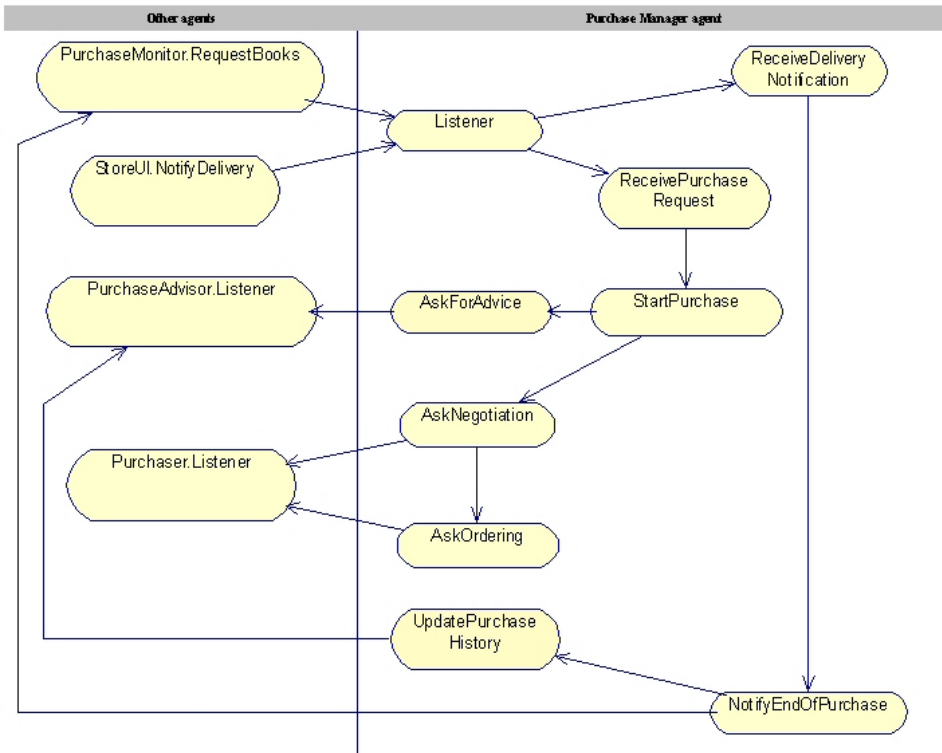 Other agents
Purchase Manager agent
PurchaseMonitor.RequestBooks
ReceiveDelivery
Notification
Listener
StoreUI.NotifyDelivery
ReceivePurchase
Request
PurchaseAdvisor.Listener
AskForAdvice
StartPurchase
AskNegotiation
Purchaser.Listener
AskOrdering
UpdatePurchase
History
NotifyEndOfPurchase